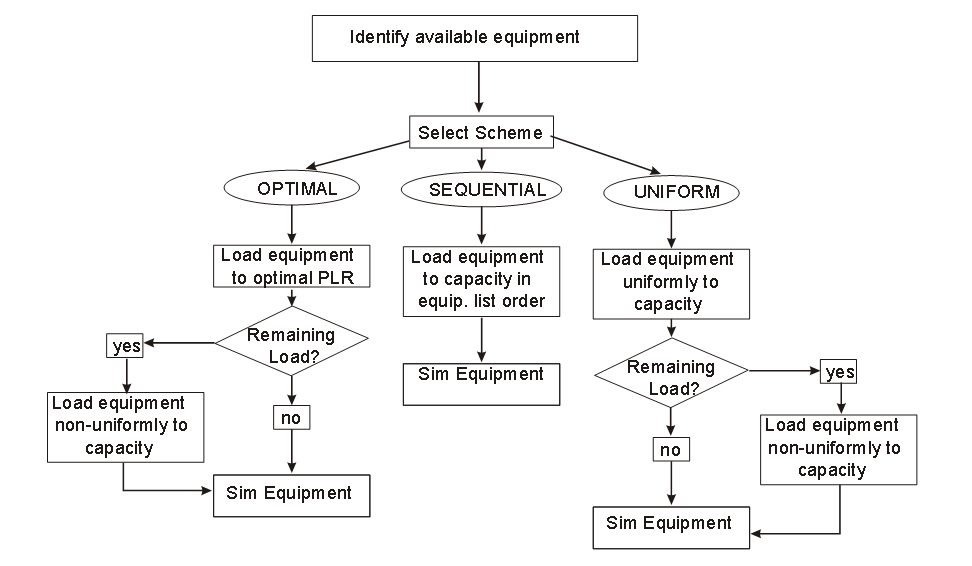 Identify available equipment
Select Scheme
OPTIMAL
SEQUENTIAL
UNIFORM
Load equipment
to optimal PLR
Load equipment
to capacity in
equip. list order
Load equipment
uniformly to
capacity
Remaining
Load?
yes
no
Load equipment
non-uniformly to
capacity
Sim Equipment
Sim Equipment
Remaining
Load?
yes
no
Load equipment
non-uniformly to
capacity
Sim Equipment